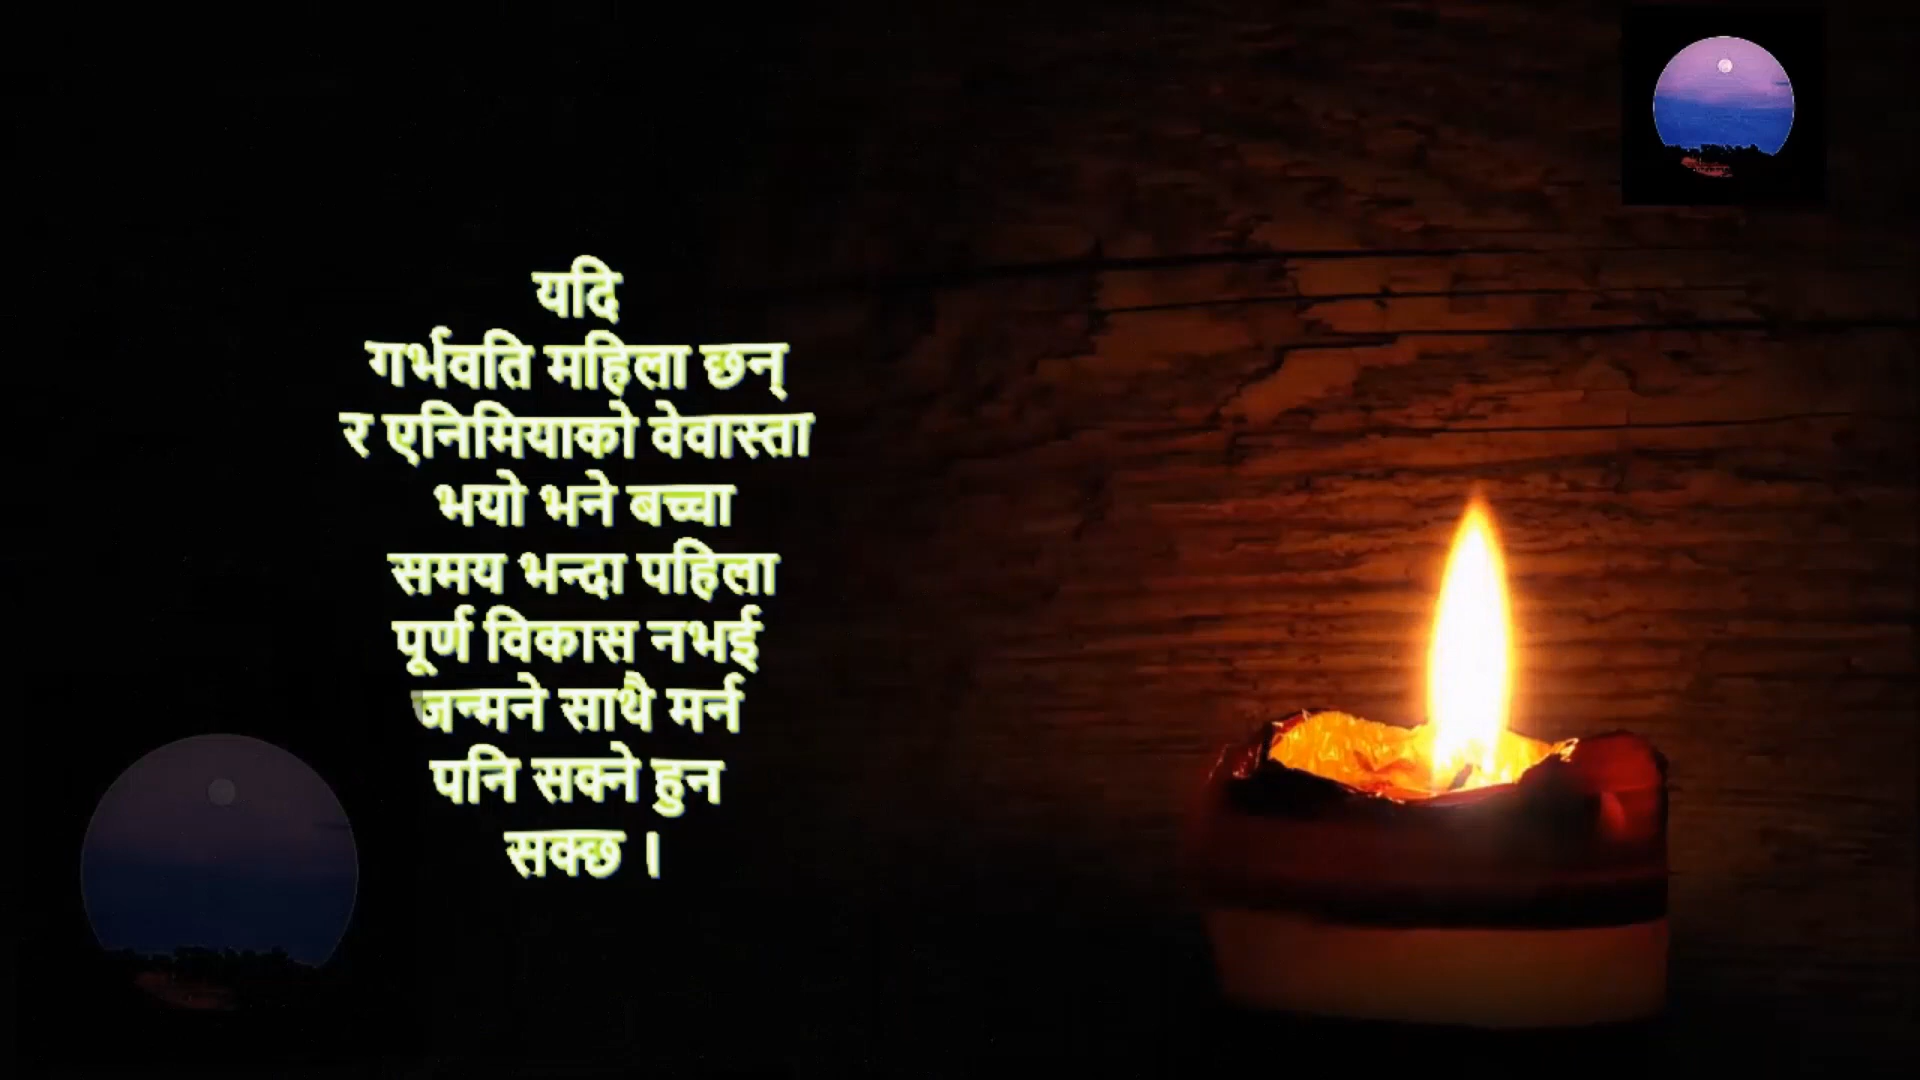 यदि
गर्भवति महिला छन्
र एनिमियाको वेवास्ता
भयो भने बच्चा
समय भन्दा पहिला
पूर्ण विकास नभई
जन्मने साथै मर्न
पनि सक्ने हुन
सक्छ ।